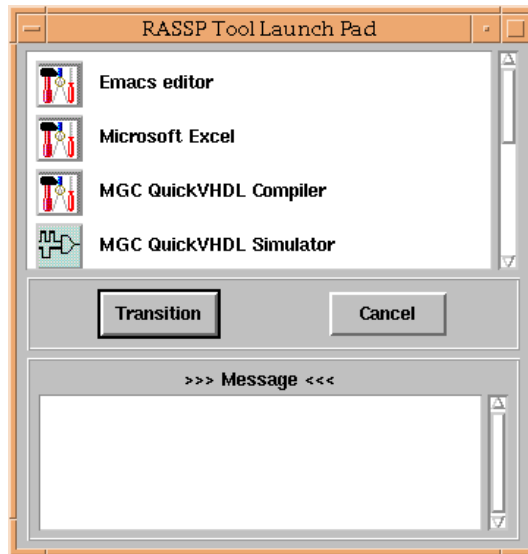 RASSP Tool Launch Pad
Emacs editor
Microsoft Excel
MGC QuickVHDL Compiler
MGC QuickVHDL Simulator
Transition Cancel
>>> Message <<<